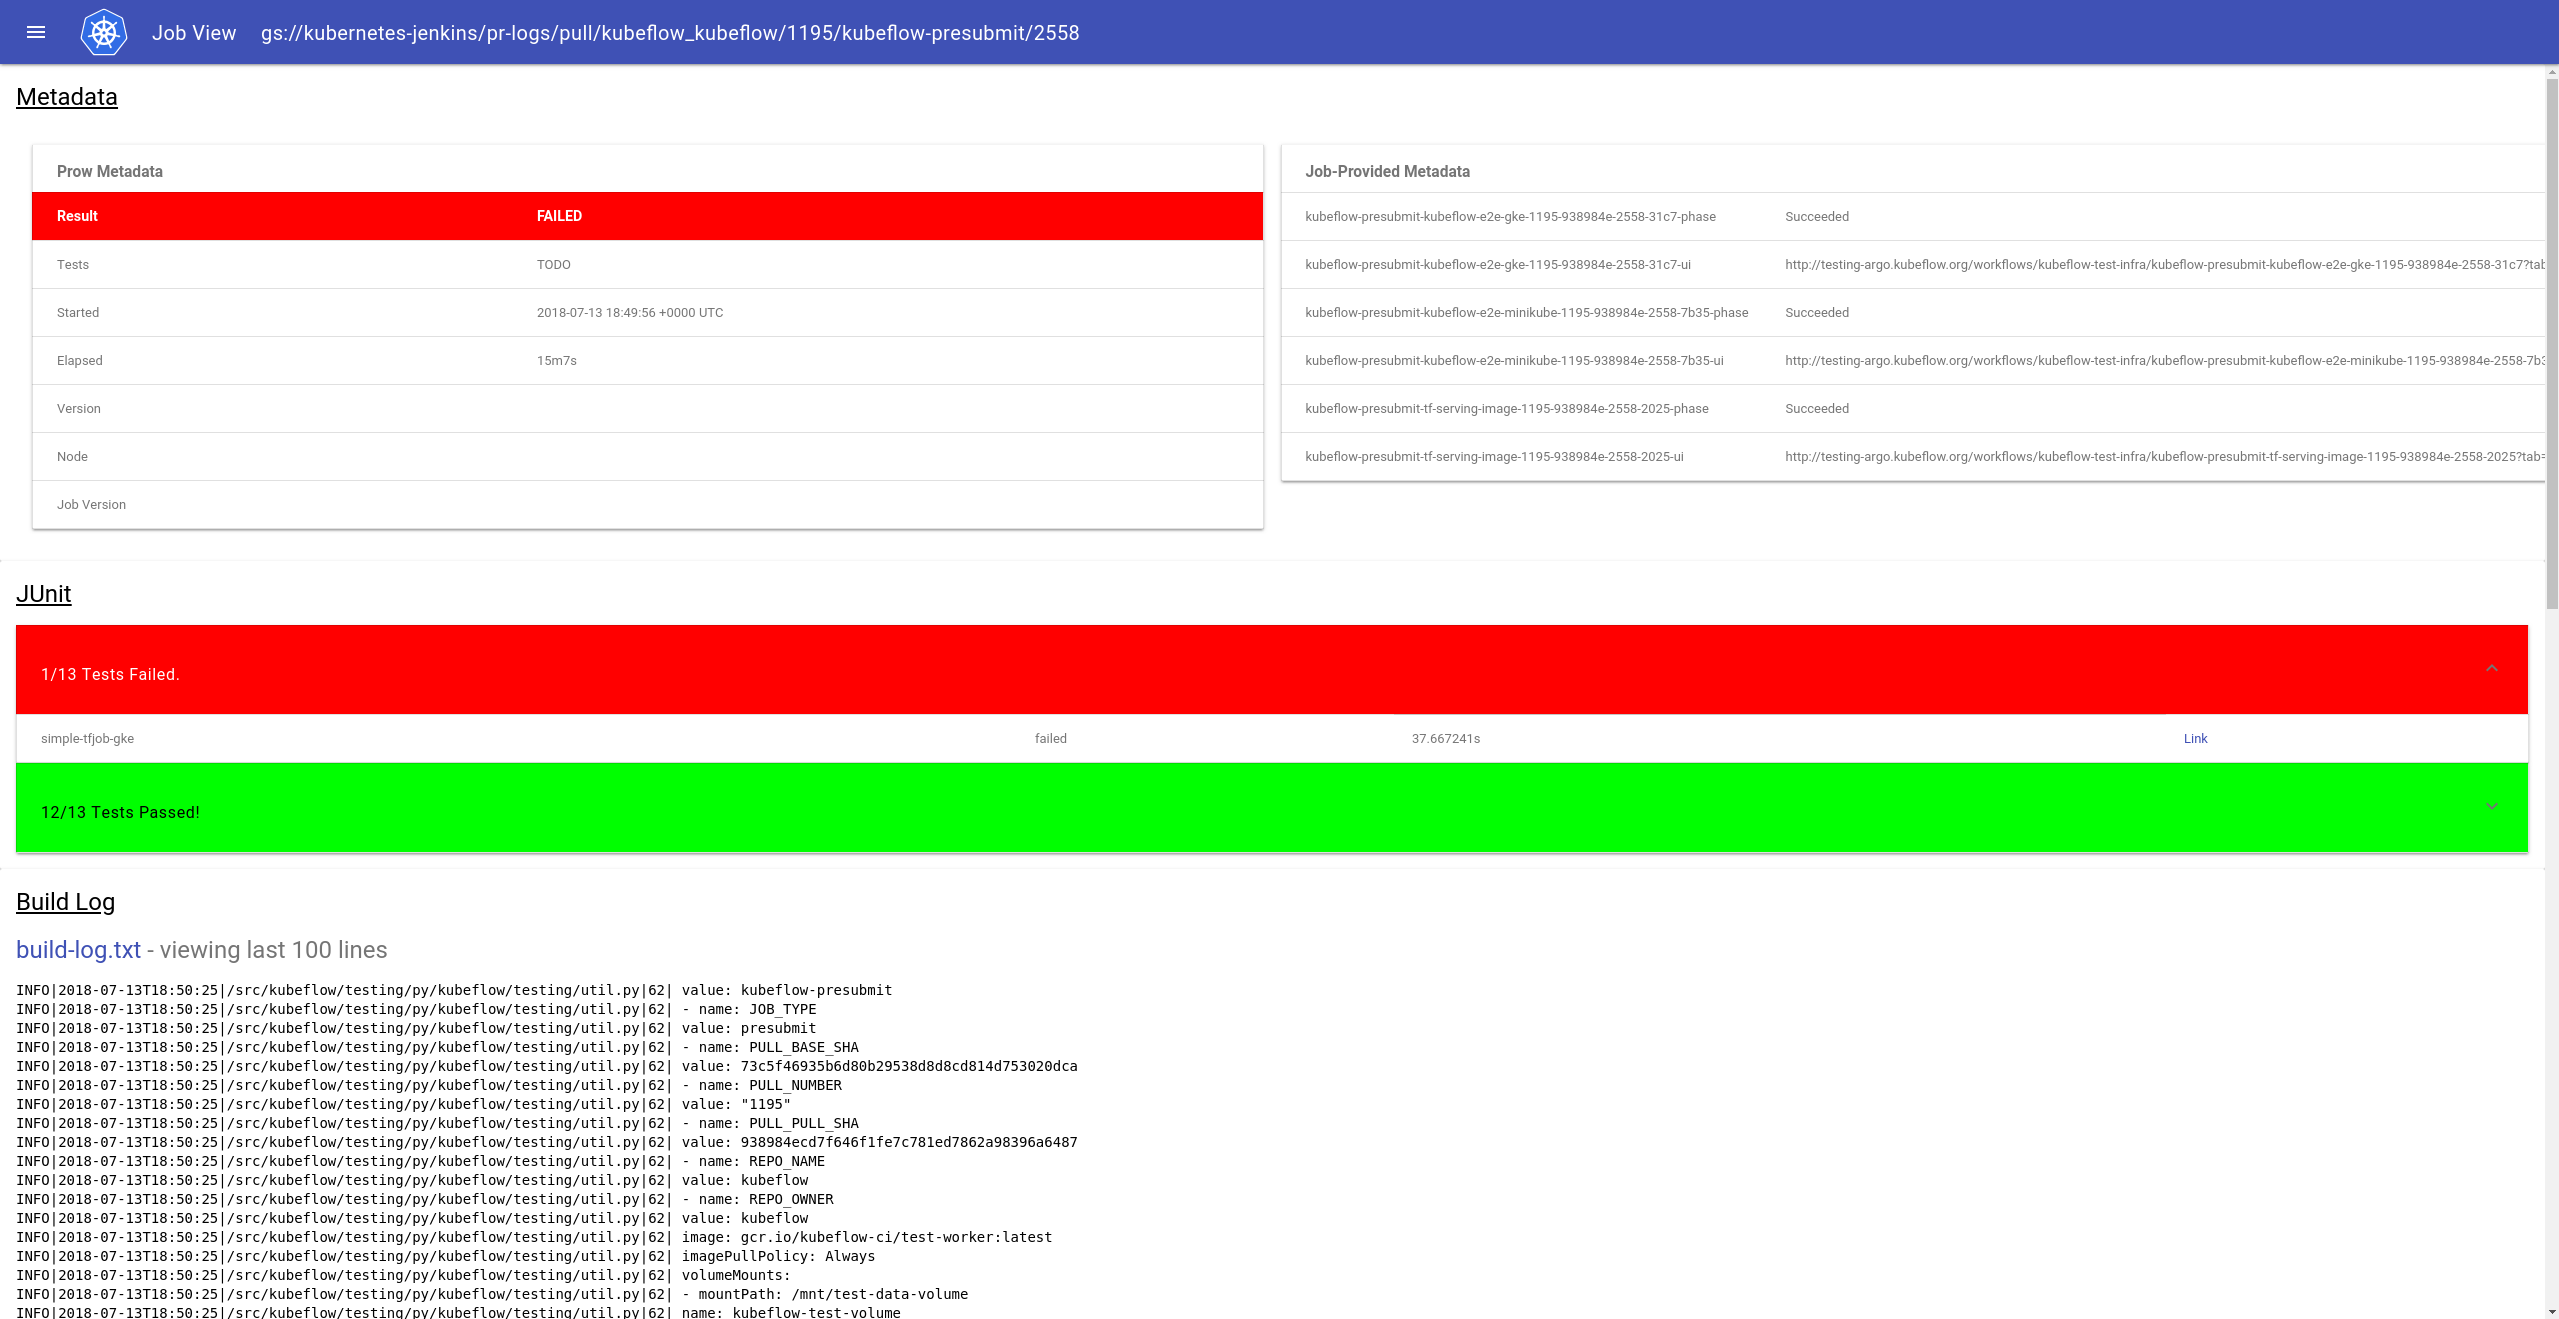 Job View gs://kubernetes-jenkins/pr-logs/pull/kubeflow_kubeflow/1195/kubeflow-presubmit/2558
Metadata
Prow Metadata
Result FAILED
Tests TODO
Started 2018-07-13 18:49:56 +0000 UTC
Elapsed 15m7s
Version
Node
Job Version
Job-Provided Metadata
kubeflow-presubmit-kubeflow-e2e-gke-1195-938984e-2558-31c7-phase Succeeded
kubeflow-presubmit-kubeflow-e2e-gke-1195-938984e-2558-31c7-ui http://testing-argo.kubeflow.org/workflows/kubeflow-test-infra/kubeflow-presubmit-kubeflow-e2e-gke-1195-938984e-2558-31c7?tab
kubeflow-presubmit-kubeflow-e2e-minikube-1195-938984e-2558-7b35-phase Succeeded
kubeflow-presubmit-kubeflow-e2e-minikube-1195-938984e-2558-7b35-ui http://testing-argo.kubeflow.org/workflows/kubeflow-test-infra/kubeflow-presubmit-kubeflow-e2e-minikube-1195-938984e-2558-7b3
kubeflow-presubmit-tf-serving-image-1195-938984e-2558-2025-phase Succeeded
kubeflow-presubmit-tf-serving-image-1195-938984e-2558-2025-ui http://testing-argo.kubeflow.org/workflows/kubeflow-test-infra/kubeflow-presubmit-tf-serving-image-1195-938984e-2558-2025?tab=
JUnit
1/13 Tests Failed.
simple-tfjob-gke failed 37.667241s Link
12/13 Tests Passed!
Build Log
build-log.txt - viewing last 100 lines
INFO|2018-07-13T18:50:25|/src/kubeflow/testing/py/kubeflow/testing/util.py|62| value: kubeflow-presubmit
INFO|2018-07-13T18:50:25|/src/kubeflow/testing/py/kubeflow/testing/util.py|62| - name: JOB_TYPE
INFO|2018-07-13T18:50:25|/src/kubeflow/testing/py/kubeflow/testing/util.py|62| value: presubmit
INFO|2018-07-13T18:50:25|/src/kubeflow/testing/py/kubeflow/testing/util.py|62| - name: PULL_BASE_SHA
INFO|2018-07-13T18:50:25|/src/kubeflow/testing/py/kubeflow/testing/util.py|62| value: 73c5f46935b6d80b29538d8d8cd814d753020dca
INFO|2018-07-13T18:50:25|/src/kubeflow/testing/py/kubeflow/testing/util.py|62| - name: PULL_NUMBER
INFO|2018-07-13T18:50:25|/src/kubeflow/testing/py/kubeflow/testing/util.py|62| value: "1195"
INFO|2018-07-13T18:50:25|/src/kubeflow/testing/py/kubeflow/testing/util.py|62| - name: PULL_PULL_SHA
INFO|2018-07-13T18:50:25|/src/kubeflow/testing/py/kubeflow/testing/util.py|62| value: 938984ecd7f646f1fe7c781ed7862a98396a6487
INFO|2018-07-13T18:50:25|/src/kubeflow/testing/py/kubeflow/testing/util.py|62| - name: REPO_NAME
INFO|2018-07-13T18:50:25|/src/kubeflow/testing/py/kubeflow/testing/util.py|62| value: kubeflow
INFO|2018-07-13T18:50:25|/src/kubeflow/testing/py/kubeflow/testing/util.py|62| - name: REPO_OWNER
INFO|2018-07-13T18:50:25|/src/kubeflow/testing/py/kubeflow/testing/util.py|62| value: kubeflow
INFO|2018-07-13T18:50:25|/src/kubeflow/testing/py/kubeflow/testing/util.py|62| image: gcr.io/kubeflow-ci/test-worker:latest
INFO|2018-07-13T18:50:25|/src/kubeflow/testing/py/kubeflow/testing/util.py|62| imagePullPolicy: Always
INFO|2018-07-13T18:50:25|/src/kubeflow/testing/py/kubeflow/testing/util.py|62| volumeMounts:
INFO|2018-07-13T18:50:25|/src/kubeflow/testing/py/kubeflow/testing/util.py|62| - mountPath: /mnt/test-data-volume
INFO|2018-07-13T18:50:25|/src/kubeflow/testing/py/kubeflow/testing/util.py|62| name: kubeflow-test-volume